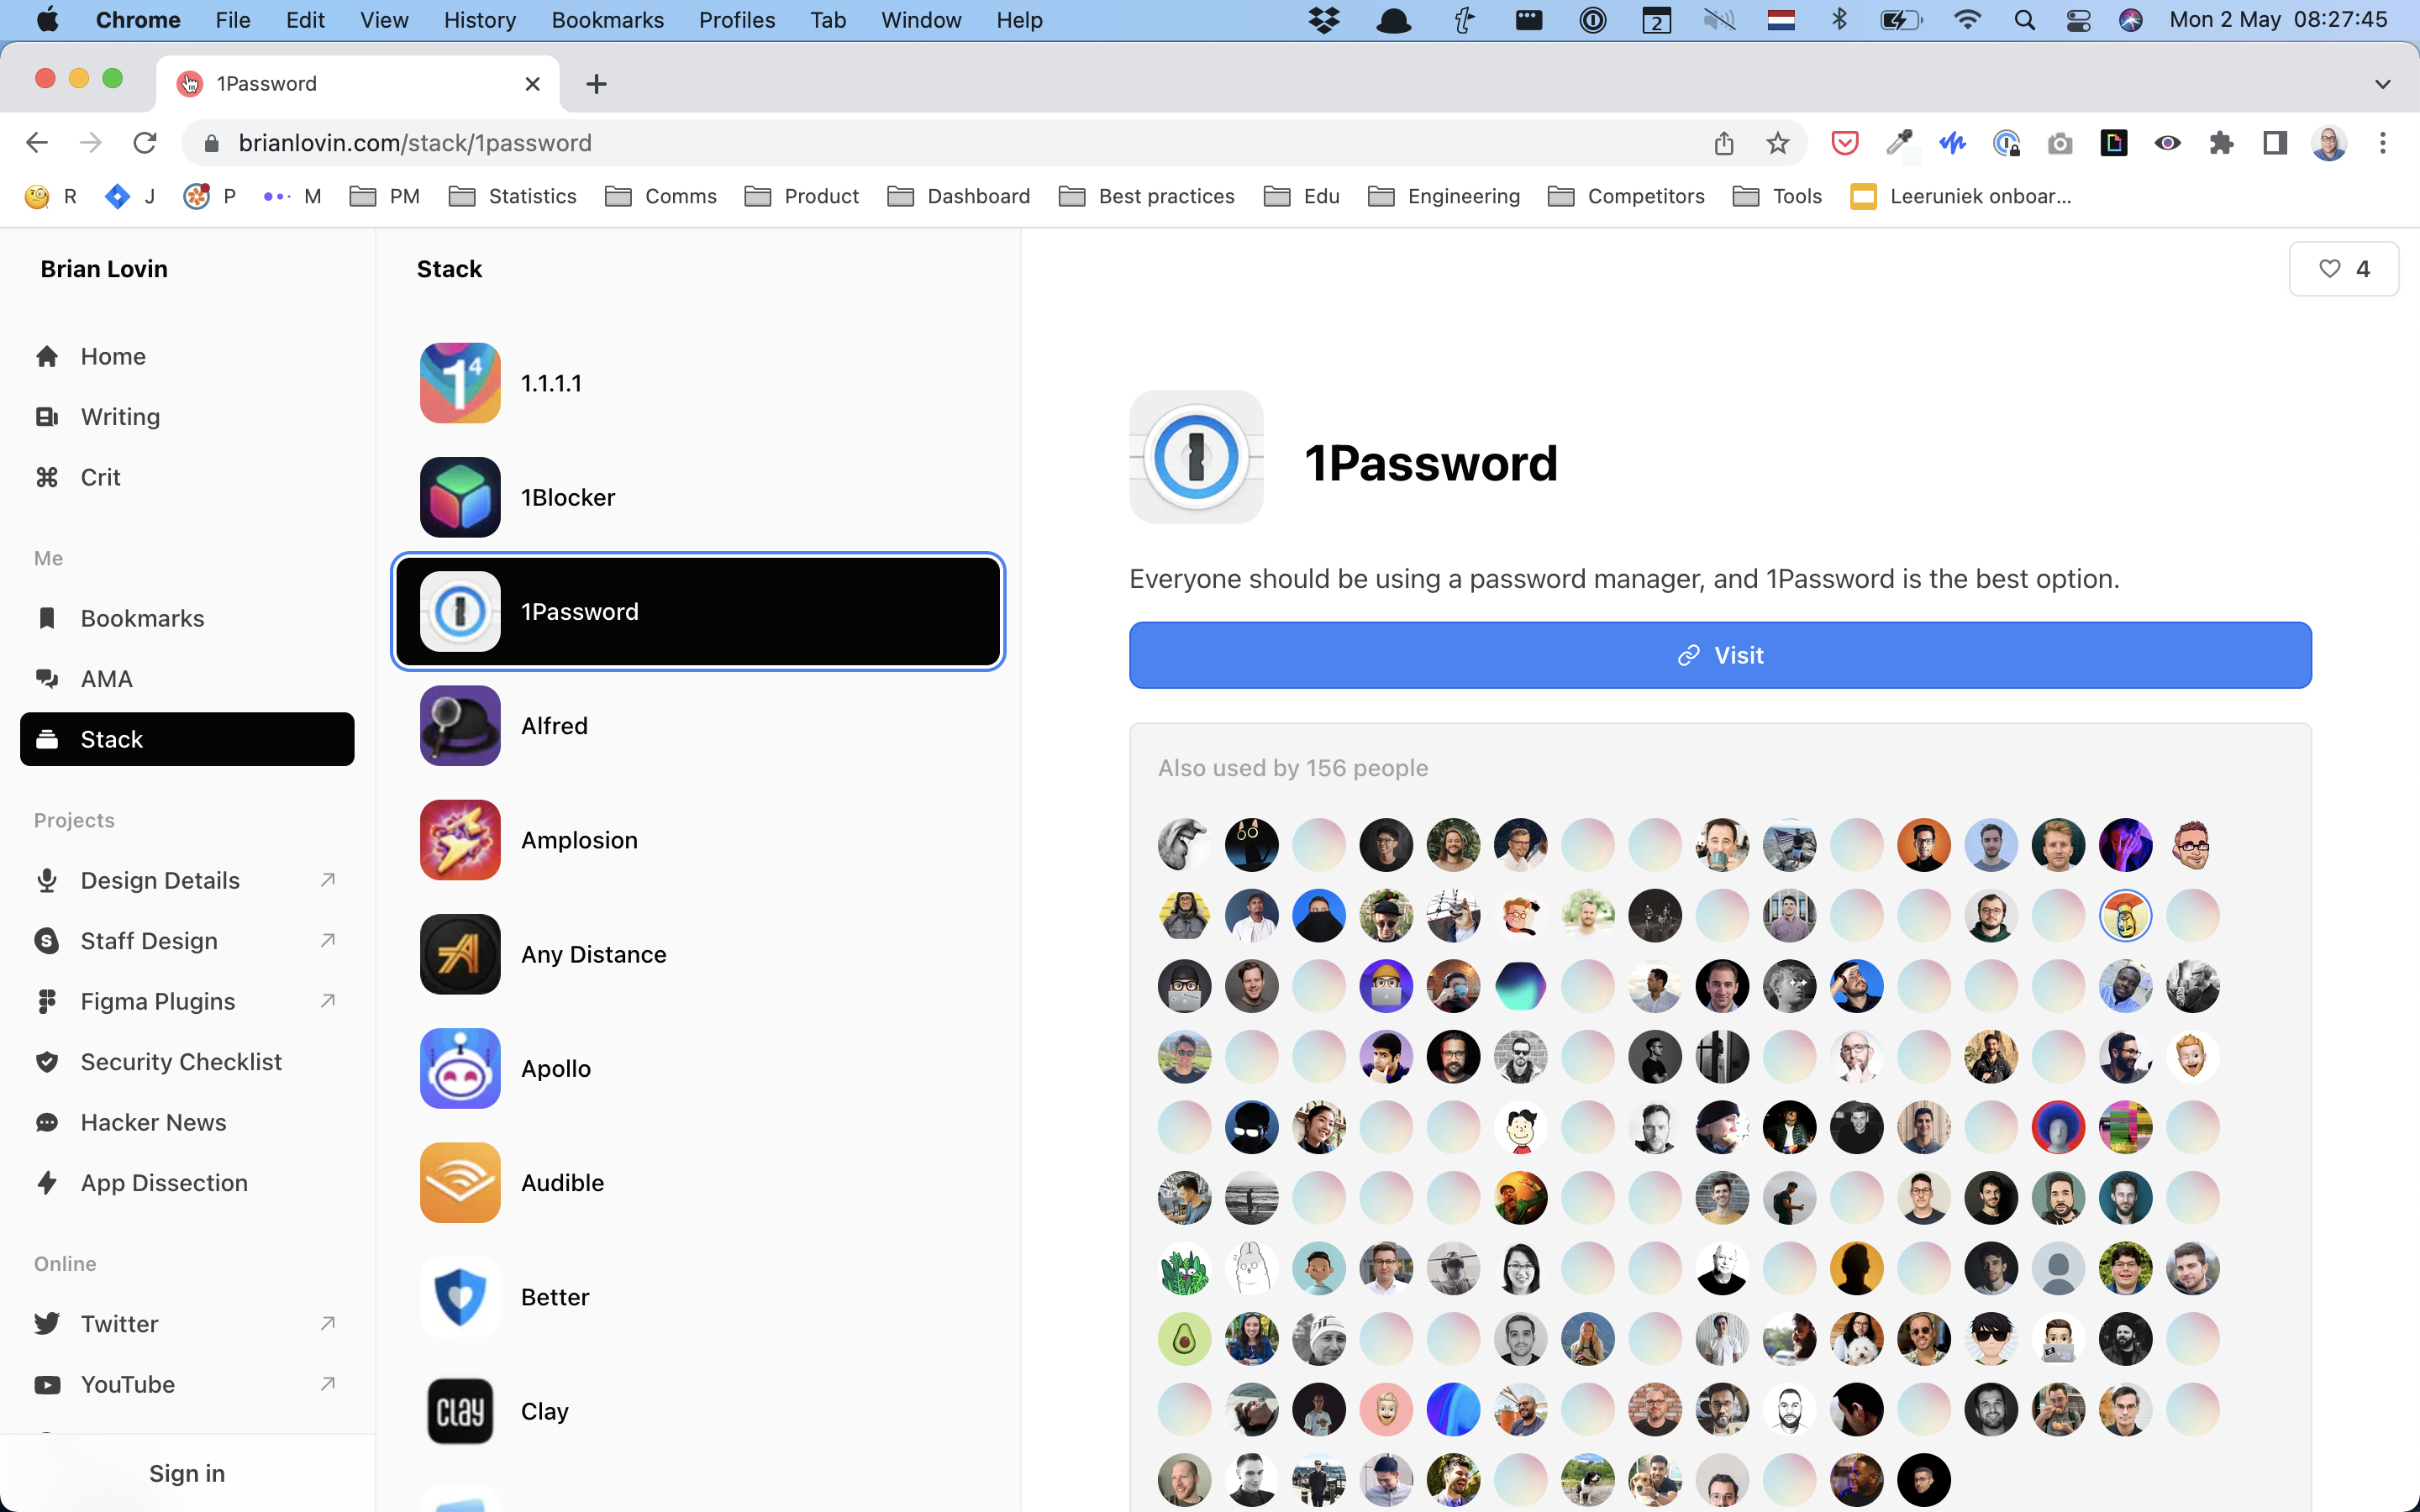 Chrome File Edit View History Bookmarks Profiles Tab Window Help 2 Mon 2 May 08:27:45
1Password
brianlovin.com/stack/1password
R J P M PM Statistics Comms Product Dashboard Best practices Edu Engineering Competitors Tools Leeruniek onboar...
Brian Lovin
Home
Writing
Crit
Me
Bookmarks
AMA
Stack
Projects
Design Details
Staff Design
Figma Plugins
Security Checklist
Hacker News
App Dissection
Online
Twitter
YouTube
Sign in
Stack
1.1.1.1
1Blocker
1Password
Alfred
Amplosion
Any Distance
Apollo
Audible
Better
CLAY Clay
4
1Password
Everyone should be using a password manager, and 1Password is the best option.
Visit
Also used by 156 people